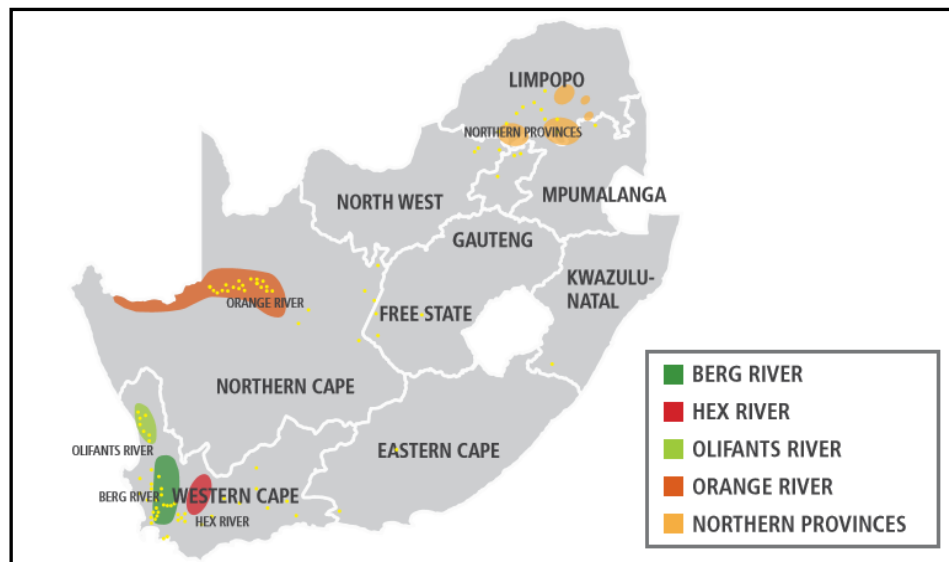 LIMPOPO
NORTHERN PROVINCES
NORTH WEST
MPUMALANGA
GAUTENG
KWAZULU-
NATAL
ORANGE RIVER
FREE STATE
NORTHERN CAPE
OLIFANTS RIVER
EASTERN CAPE
BERG RIVER
WESTERN CAPE
HEX RIVER
BERG RIVER
HEX RIVER
OLIFANTS RIVER
ORANGE RIVER
NORTHERN PROVINCES